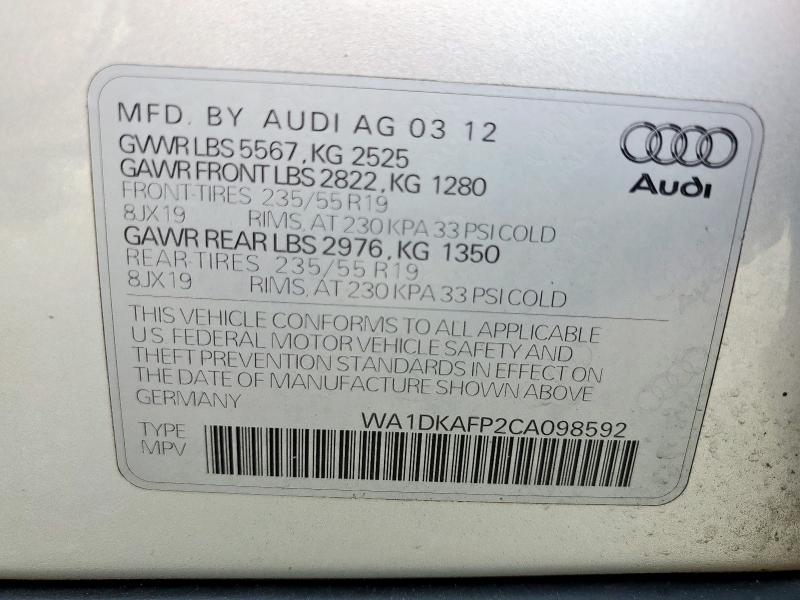 MFD. BY AUDI AG 03 12
GVWR LBS 5567, KG 2525
GAWR FRONT LBS 2822, KG 1280
FRONT-TIRES 235/55 R19
8JX19 RIMS, AT 230 KPA 33 PSI COLD
GAWR REAR LBS 2976, KG 1350
REAR-TIRES 235/55 R19
8JX19 RIMS, AT 230 KPA 33 PSI COLD
Audi
THIS VEHICLE CONFORMS TO ALL APPLICABLE
U.S. FEDERAL MOTOR VEHICLE SAFETY AND
THEFT PREVENTION STANDARDS IN EFFECT ON
THE DATE OF MANUFACTURE SHOWN ABOVE
GERMANY
WA1DKAFP2CA098592
TYPE
MPV